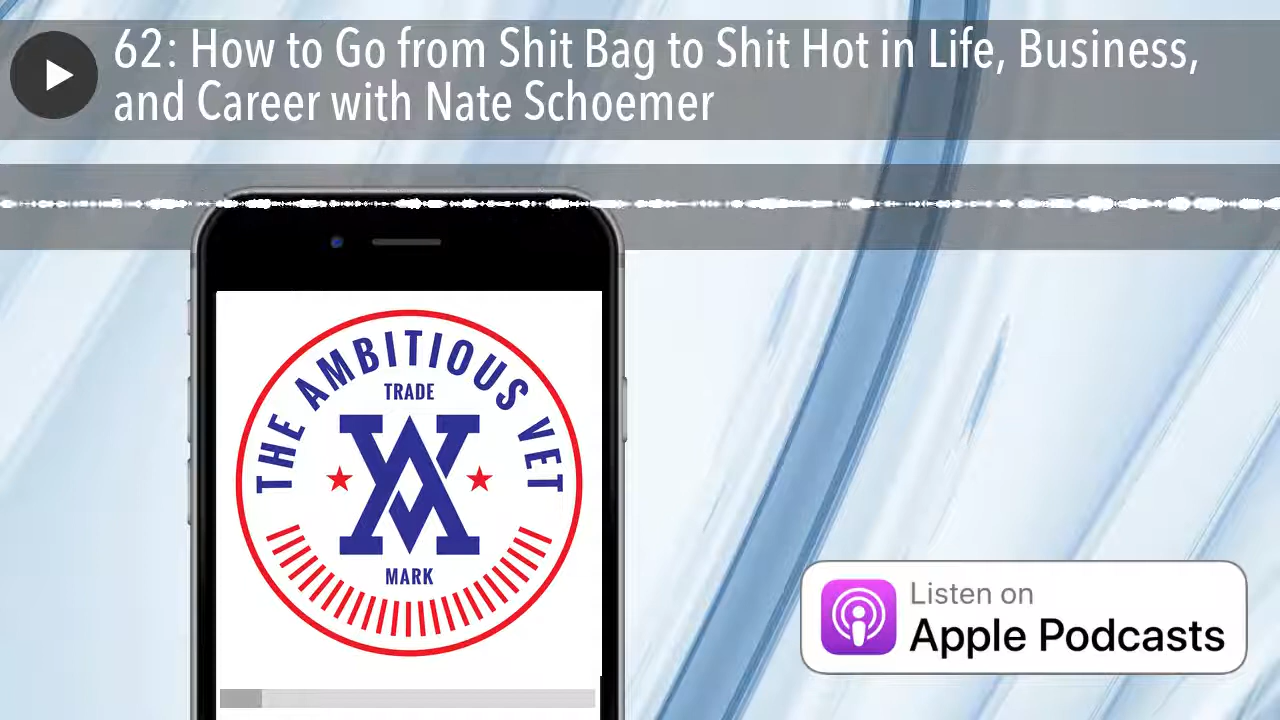 62: How to Go from Shit Bag to Shit Hot in Life, Business,
and Career with Nate Schoemer
THE AMBITIOUS VET
TRADE
MARK
Listen on
Apple Podcasts